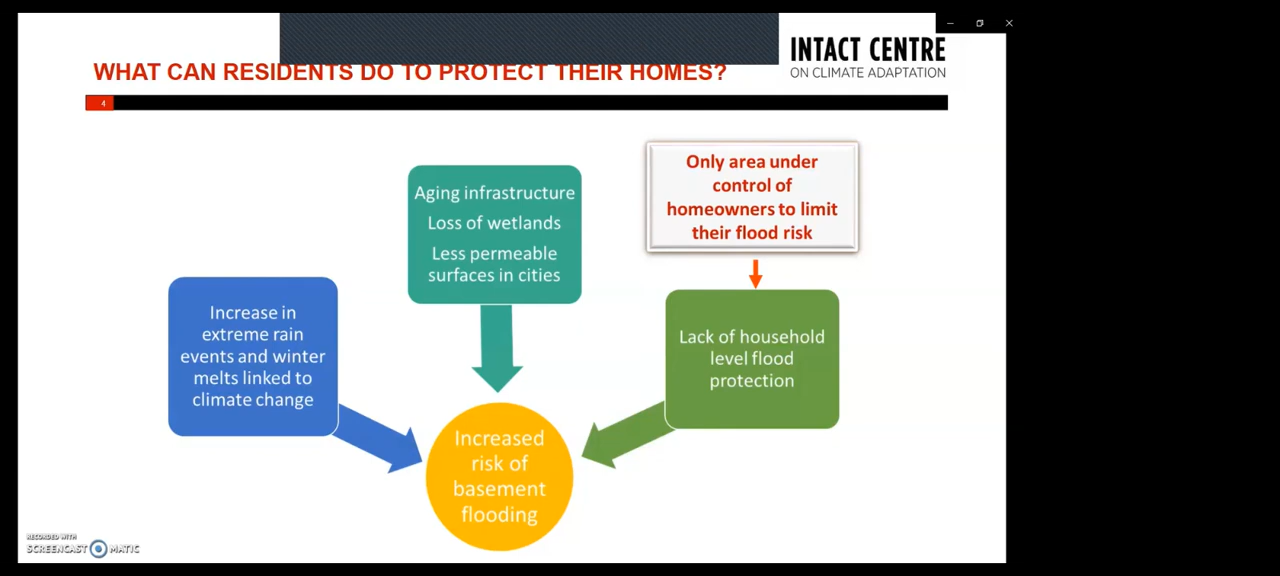 INTACT CENTRE
ON CLIMATE ADAPTATION
WHAT CAN RESIDENTS DO TO PROTECT THEIR HOMES?
4
Only area under
control of
homeowners to limit
their flood risk
Aging infrastructure
Loss of wetlands
Less permeable
surfaces in cities
Increase in
extreme rain
events and winter
melts linked to
climate change
Lack of household
level flood
protection
Increased
risk of
basement
flooding
RECORDED WITH
SCREENCAST MATIC